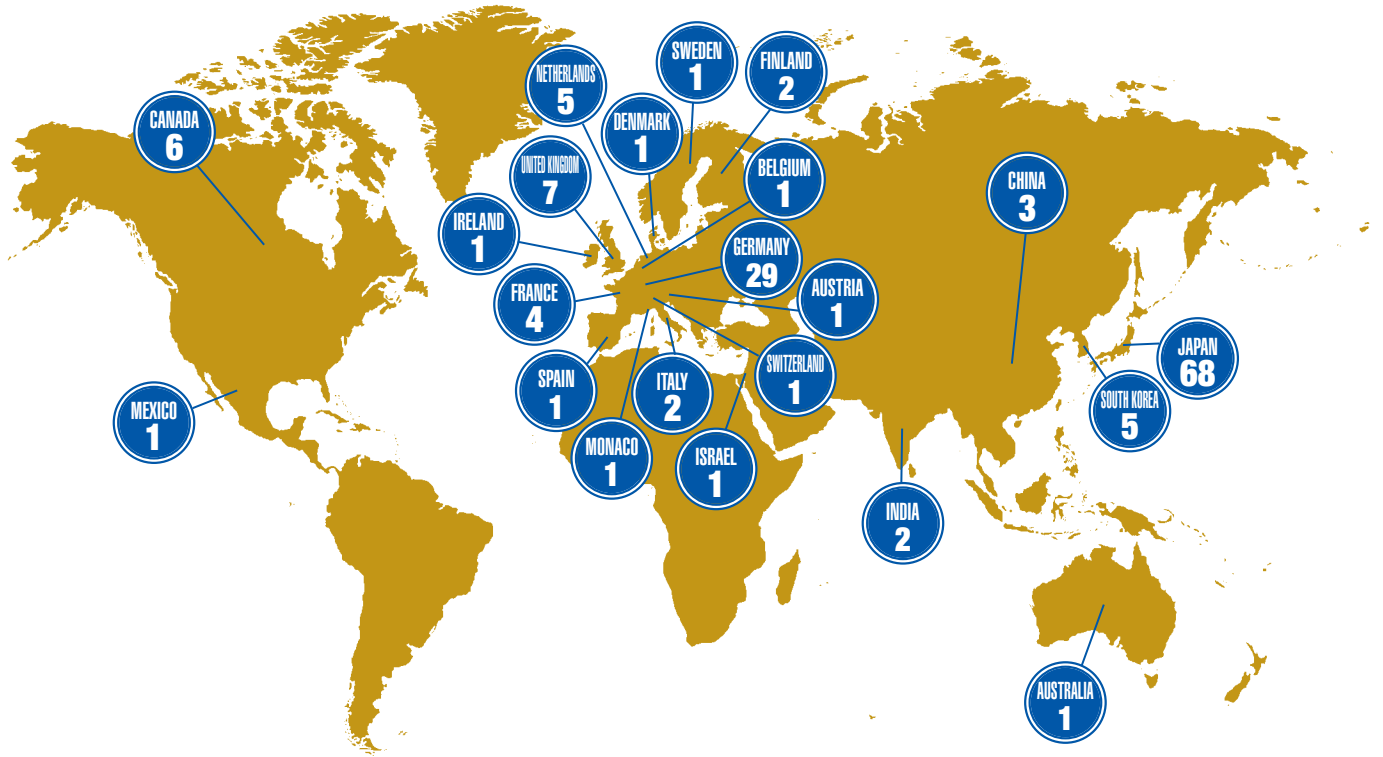 SWEDEN
1
FINLAND
2
NETHERLANDS
5
CANADA
6
DENMARK
1
UNITED KINGDOM
7
BELGIUM
1
CHINA
3
IRELAND
1
GERMANY
29
FRANCE
4
AUSTRIA
1
JAPAN
68
SPAIN
1
ITALY
2
SWITZERLAND
1
SOUTH KOREA
5
MEXICO
1
MONACO
1
ISRAEL
1
INDIA
2
AUSTRALIA
1